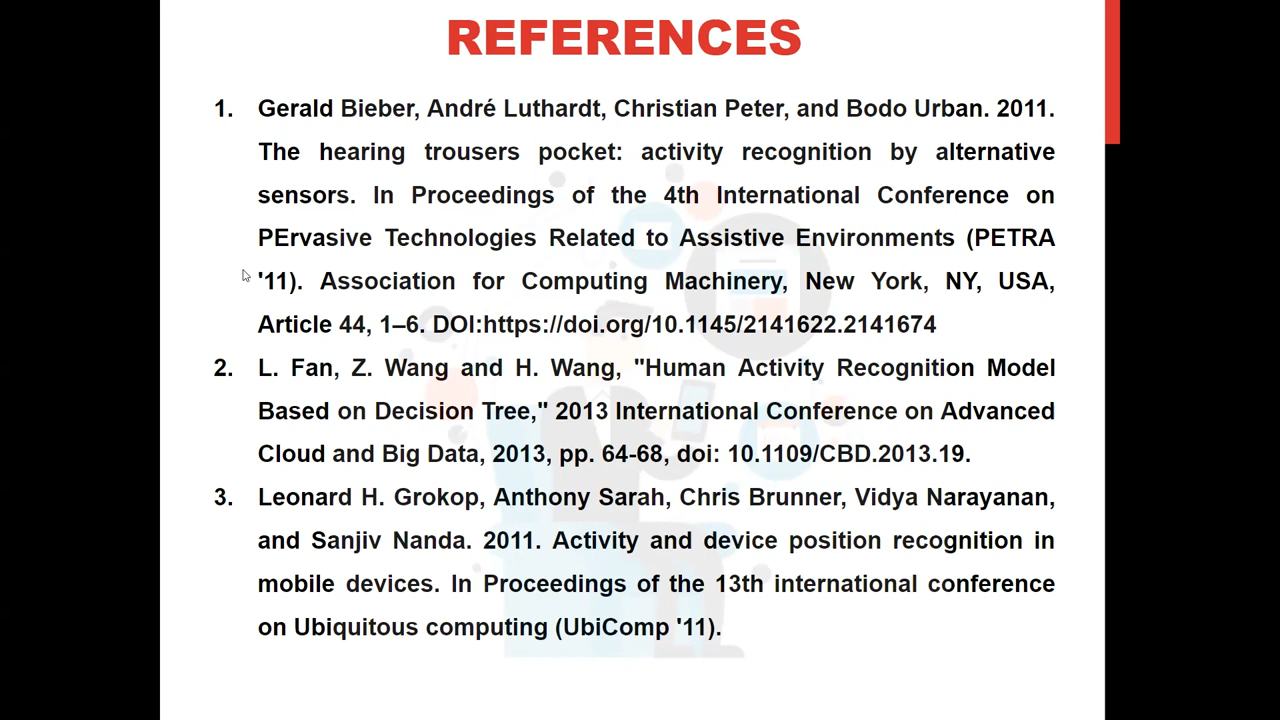 REFERENCES
1. Gerald Bieber, André Luthardt, Christian Peter, and Bodo Urban. 2011.
The hearing trousers pocket: activity recognition by alternative
sensors. In Proceedings of the 4th International Conference on
PErvasive Technologies Related to Assistive Environments (PETRA
'11). Association for Computing Machinery, New York, NY, USA,
Article 44, 1–6. DOI:https://doi.org/10.1145/2141622.2141674
2. L. Fan, Z. Wang and H. Wang, "Human Activity Recognition Model
Based on Decision Tree," 2013 International Conference on Advanced
Cloud and Big Data, 2013, pp. 64-68, doi: 10.1109/CBD.2013.19.
3. Leonard H. Grokop, Anthony Sarah, Chris Brunner, Vidya Narayanan,
and Sanjiv Nanda. 2011. Activity and device position recognition in
mobile devices. In Proceedings of the 13th international conference
on Ubiquitous computing (UbiComp '11).